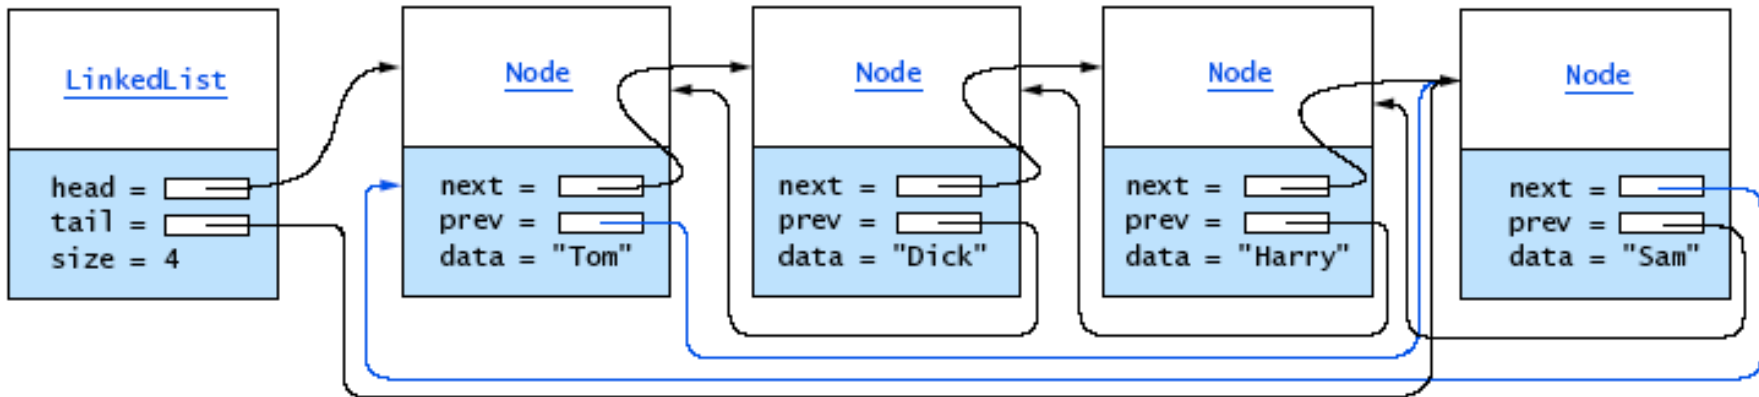 LinkedList
head =
tail =
size = 4
Node
next =
prev =
data = "Tom"
Node
next =
prev =
data = "Dick"
Node
next =
prev =
data = "Harry"
Node
next =
prev =
data = "Sam"